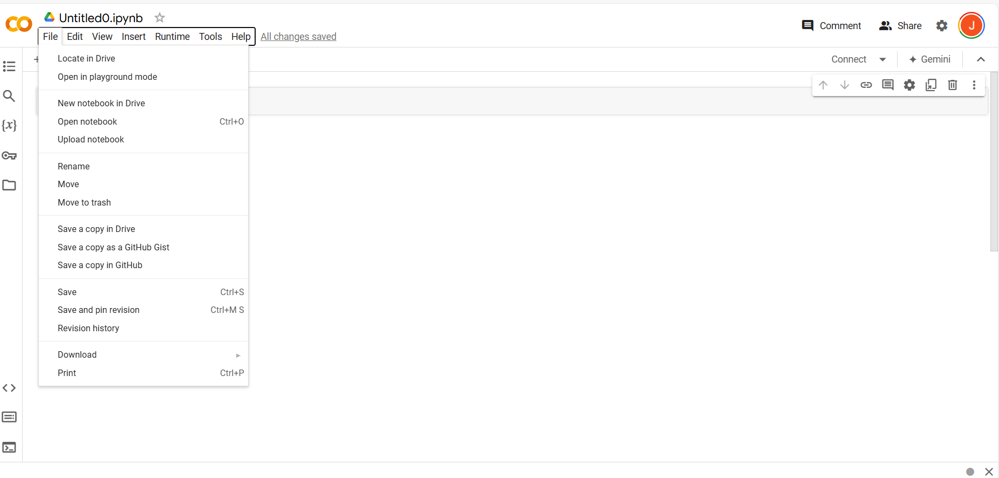 Untitled0.ipynb
File Edit View Insert Runtime Tools Help All changes saved
Comment Share J
+ Connect Gemini
Locate in Drive
Open in playground mode
New notebook in Drive
Open notebook Ctrl+O
Upload notebook
Rename
Move
Move to trash
Save a copy in Drive
Save a copy as a GitHub Gist
Save a copy in GitHub
Save Ctrl+S
Save and pin revision Ctrl+M S
Revision history
Download
Print Ctrl+P
{x}